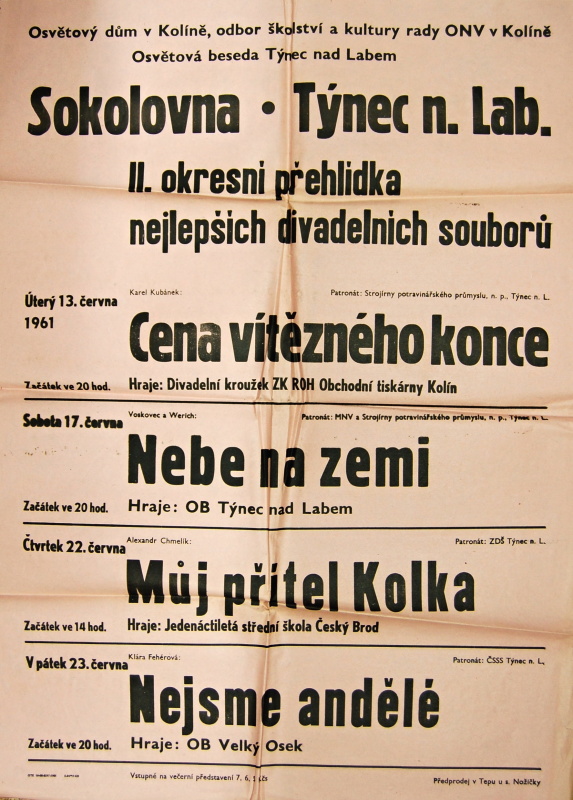 Osvětový dům v Kolíně, odbor školství a kultury rady ONV v Kolíně
Osvětová beseda Týnec nad Labem
Sokolovna • Týnec n. Lab.
II. okresni přehlidka
nejlepšich divadelnich souborů
Úterý 13. června
1961
Karel Kubánek:
Patronát: Strojírny potravinářského průmyslu, n. p., Týnec n. L.
Cena vítězného konce
Začátek ve 20 hod.
Hraje: Divadelní kroužek ZK ROH Obchodní tiskárny Kolín
Sobota 17. června
Voskovec a Werich:
Patronát: MNV a Strojírny potravinářského průmyslu, n. p., Týnec n. L.
Nebe na zemi
Začátek ve 20 hod.
Hraje: OB Týnec nad Labem
Čtvrtek 22. června
Alexandr Chmelík:
Patronát: ZDŠ Týnec n. L.
Můj přítel Kolka
Začátek ve 14 hod.
Hraje: Jedenáctiletá střední škola Český Brod
V pátek 23. června
Klára Fehérová:
Patronát: ČSSS Týnec n. L.,
Nejsme andělé
Začátek ve 20 hod.
Hraje: OB Velký Osek
Vstupné na večerní představení 7, 6, Kčs
Předprodej v Tepu u s. Nožičky